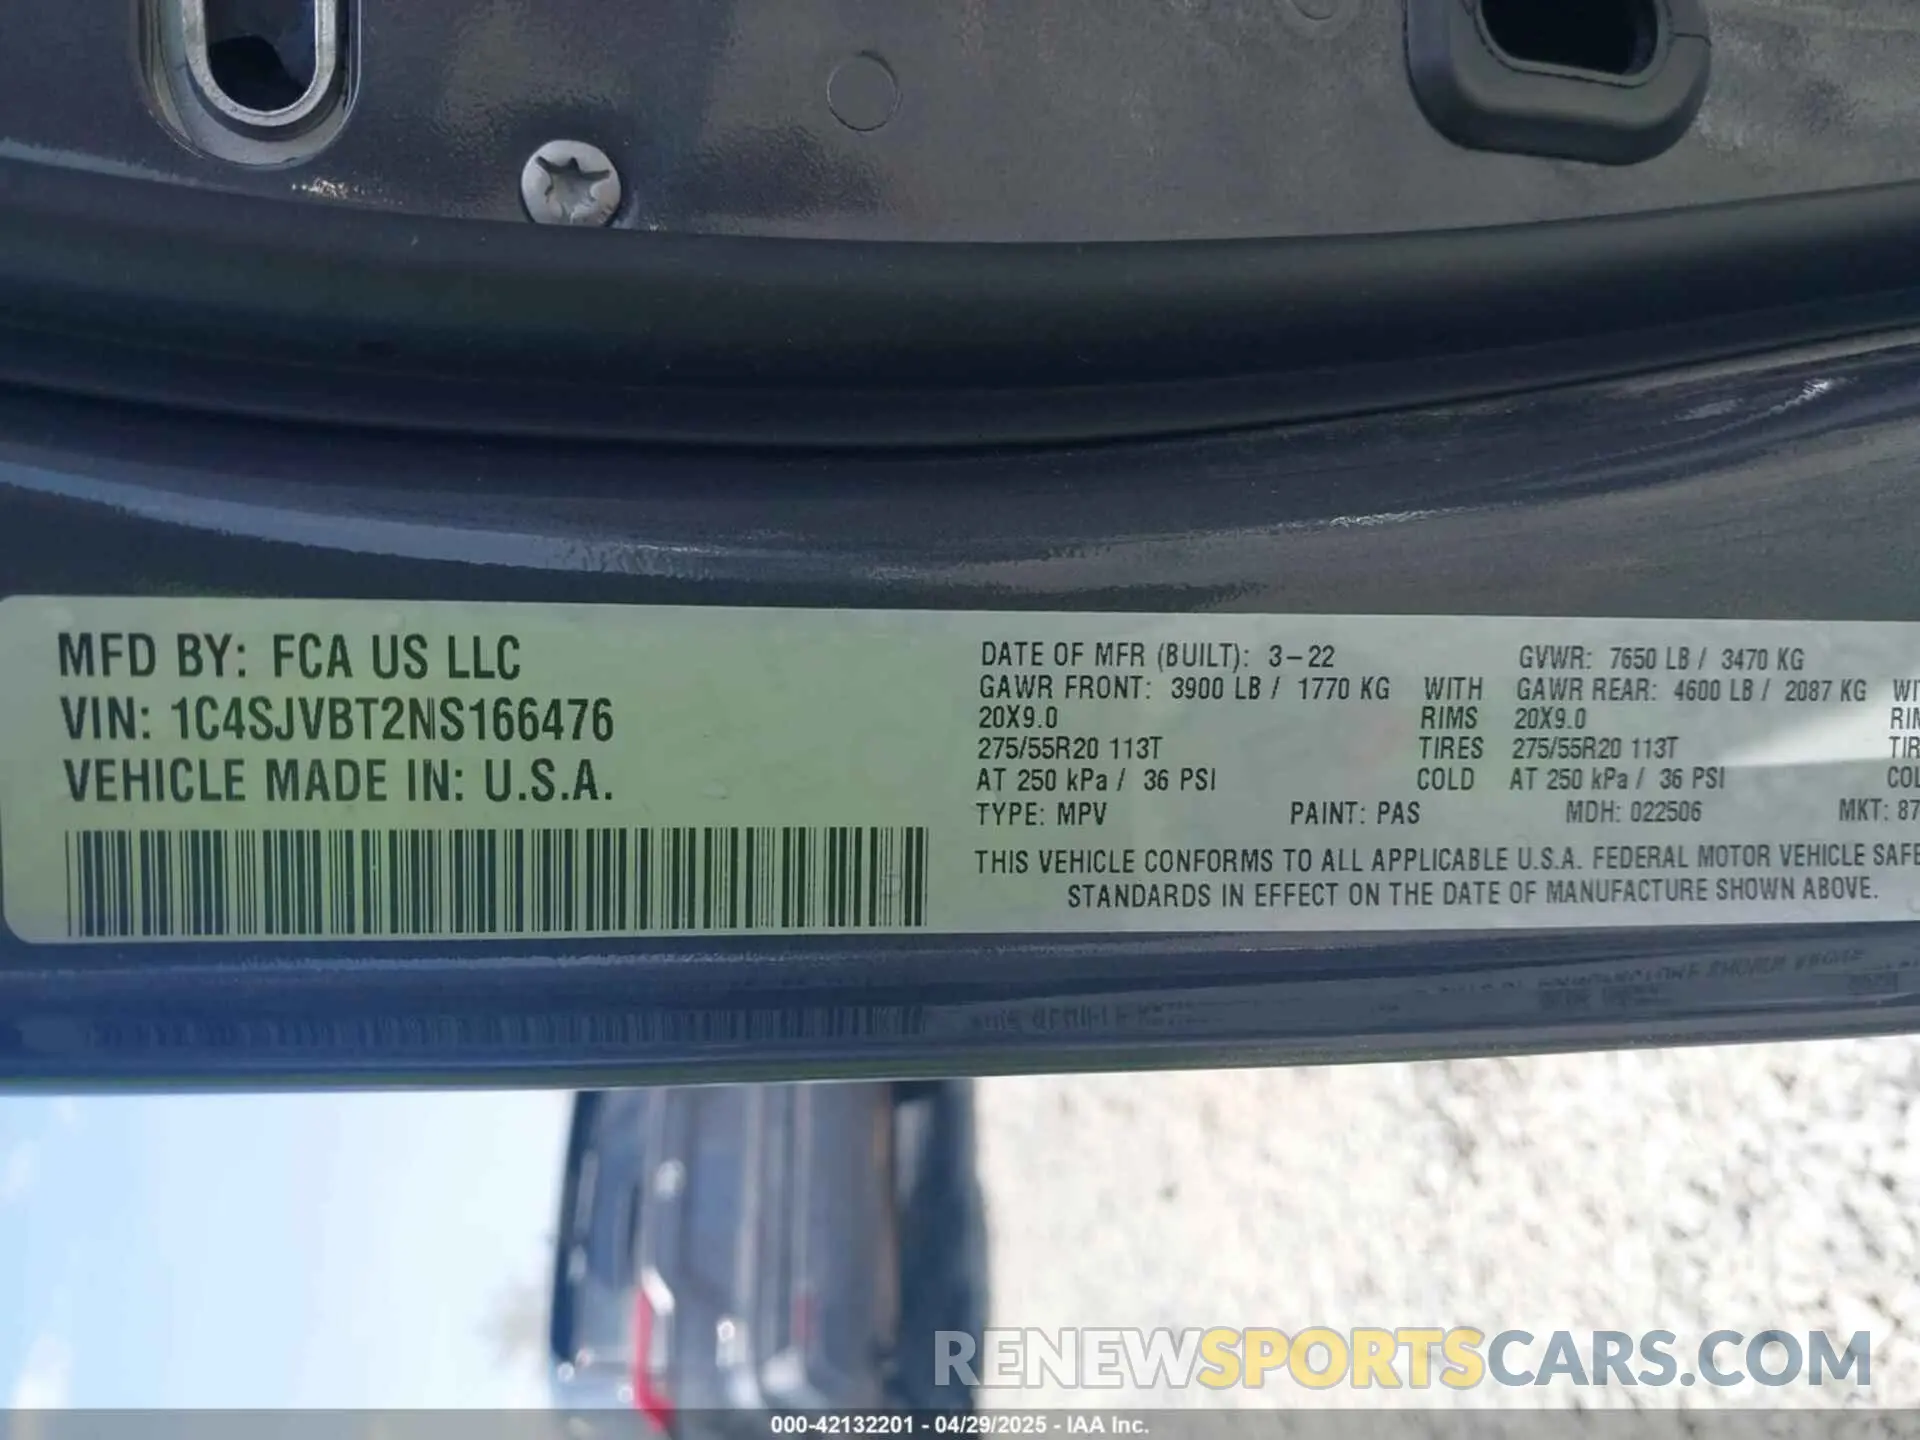 MFD BY: FCA US LLC
VIN: 1C4SJVBT2NS166476
VEHICLE MADE IN: U.S.A.
DATE OF MFR (BUILT): 3-22 GVWR: 7650 LB / 3470 KG
GAWR FRONT: 3900 LB / 1770 KG WITH GAWR REAR: 4600 LB / 2087 KG
20X9.0 RIMS 20X9.0
275/55R20 113T TIRES 275/55R20 113T
AT 250 kPa / 36 PSI COLD AT 250 kPa / 36 PSI
TYPE: MPV PAINT: PAS MDH: 022506 MKT: 87
THIS VEHICLE CONFORMS TO ALL APPLICABLE U.S.A. FEDERAL MOTOR VEHICLE SAFE
STANDARDS IN EFFECT ON THE DATE OF MANUFACTURE SHOWN ABOVE.
RENEWSPORTSCARS.COM
000-42132201 - 04/29/2025 - IAA Inc.